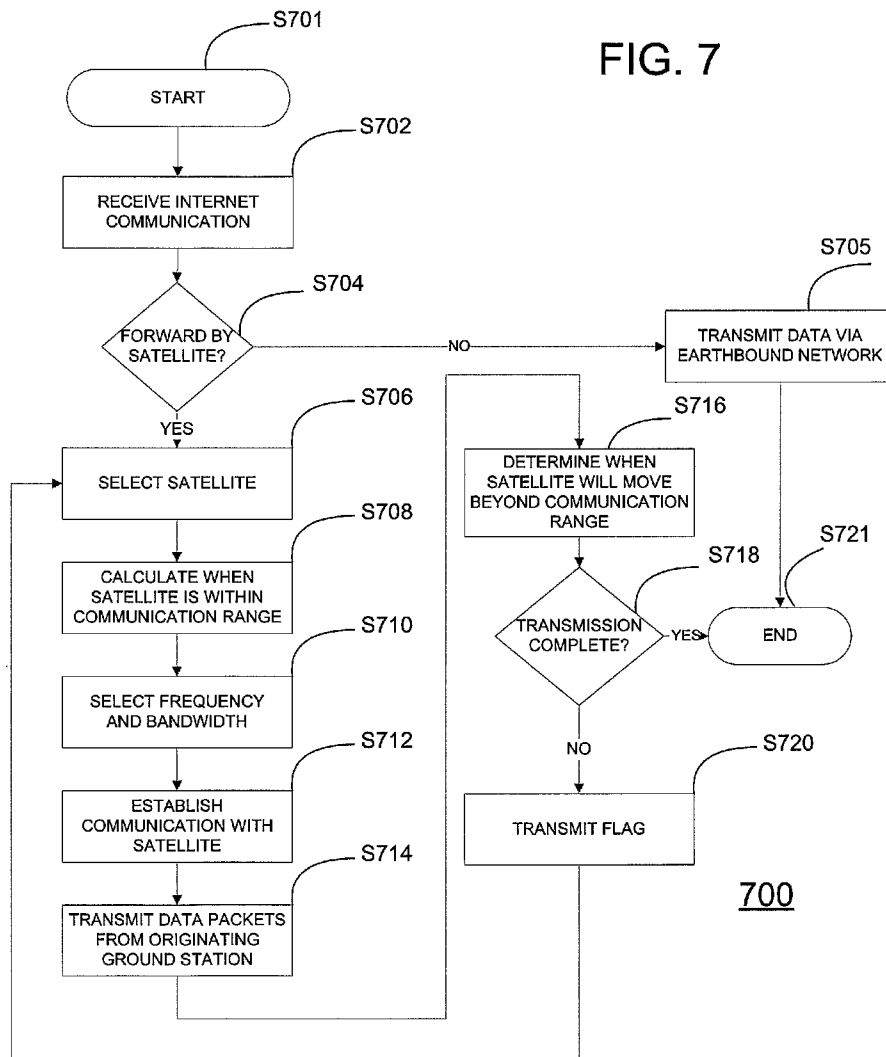 FIG. 7
S701
START
S702
RECEIVE INTERNET
COMMUNICATION
S704
FORWARD BY
SATELLITE?
NO
S705
TRANSMIT DATA VIA
EARTHBOUND NETWORK
YES
S706
SELECT SATELLITE
S708
CALCULATE WHEN
SATELLITE IS WITHIN
COMMUNICATION RANGE
S710
SELECT FREQUENCY
AND BANDWIDTH
S712
ESTABLISH
COMMUNICATION WITH
SATELLITE
S714
TRANSMIT DATA PACKETS
FROM ORIGINATING
GROUND STATION
S716
DETERMINE WHEN
SATELLITE WILL MOVE
BEYOND COMMUNICATION
RANGE
S718
TRANSMISSION
COMPLETE?
YES
S721
END
NO
S720
TRANSMIT FLAG
700